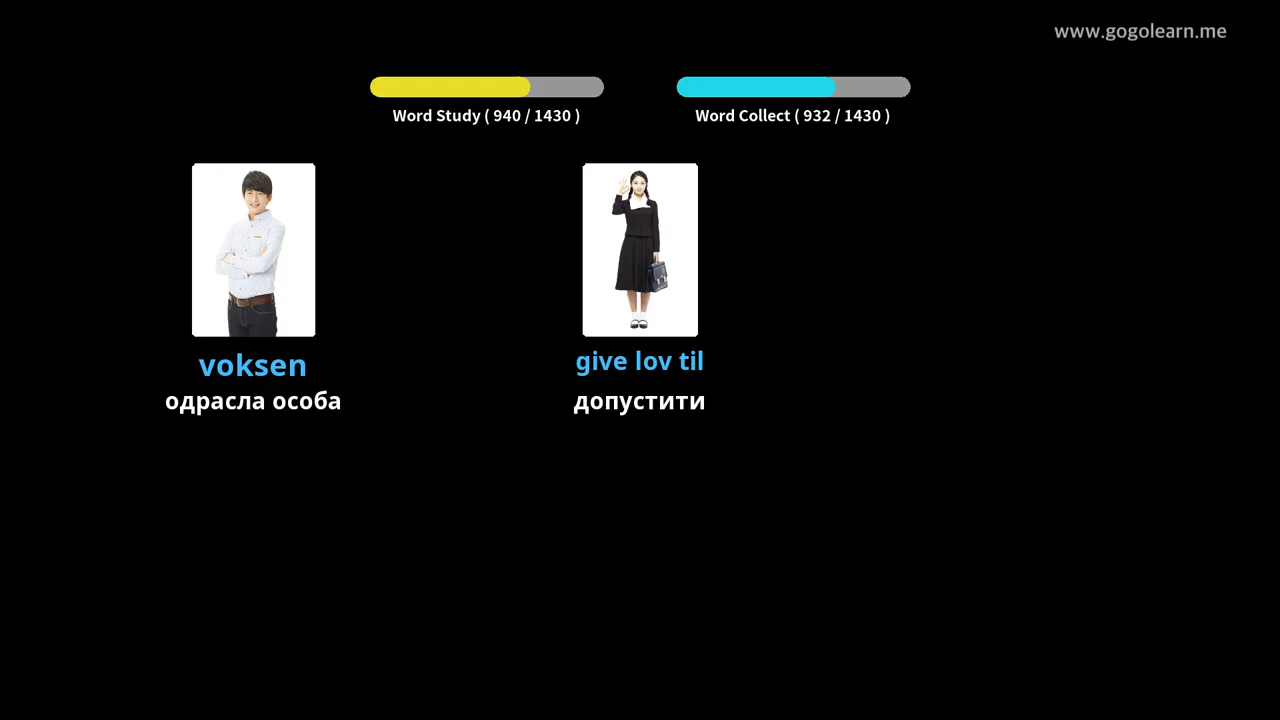 www.gogolearn.me
Word Study ( 940 / 1430 )
Word Collect ( 932 / 1430 )
voksen
give lov til
одрасла особа
допустити